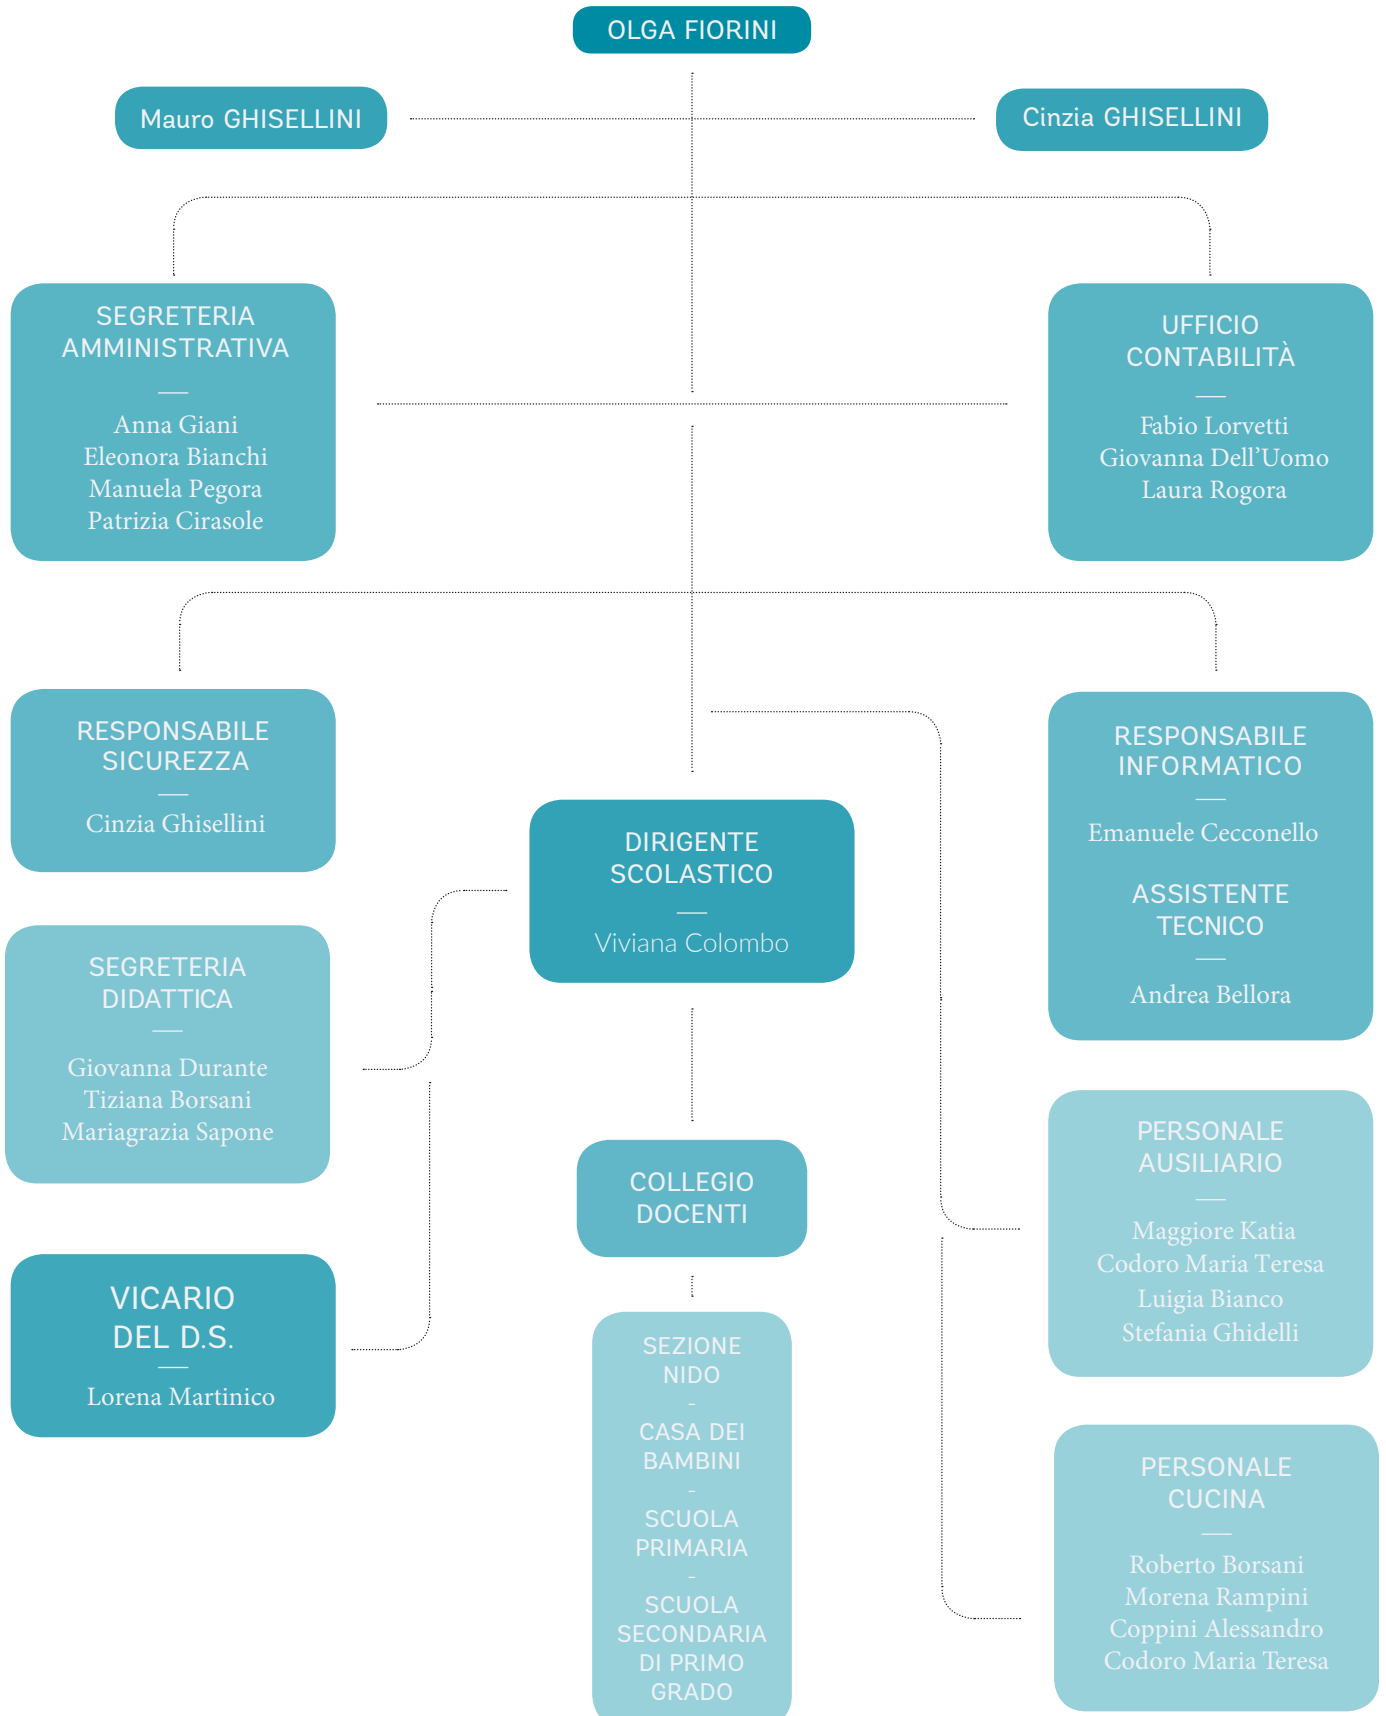 OLGA FIORINI
Mauro GHISELLINI
Cinzia GHISELLINI
SEGRETERIA
AMMINISTRATIVA
Anna Giani
Eleonora Bianchi
Manuela Pegora
Patrizia Cirasole
UFFICIO
CONTABILITÀ
Fabio Lorvetti
Giovanna Dell’Uomo
Laura Rogora
RESPONSABILE
SICUREZZA
Cinzia Ghisellini
DIRIGENTE
SCOLASTICO
Viviana Colombo
RESPONSABILE
INFORMATICO
Emanuele Cecconello
ASSISTENTE
TECNICO
Andrea Bellora
SEGRETERIA
DIDATTICA
Giovanna Durante
Tiziana Borsani
Mariagrazia Sapone
COLLEGIO
DOCENTI
PERSONALE
AUSILIARIO
Maggiore Katia
Codoro Maria Teresa
Luigia Bianco
Stefania Ghidelli
VICARIO
DEL D.S.
Lorena Martinico
SEZIONE
NIDO
-
CASA DEI
BAMBINI
-
SCUOLA
PRIMARIA
-
SCUOLA
SECONDARIA
DI PRIMO
GRADO
PERSONALE
CUCINA
Roberto Borsani
Morena Rampini
Coppini Alessandro
Codoro Maria Teresa